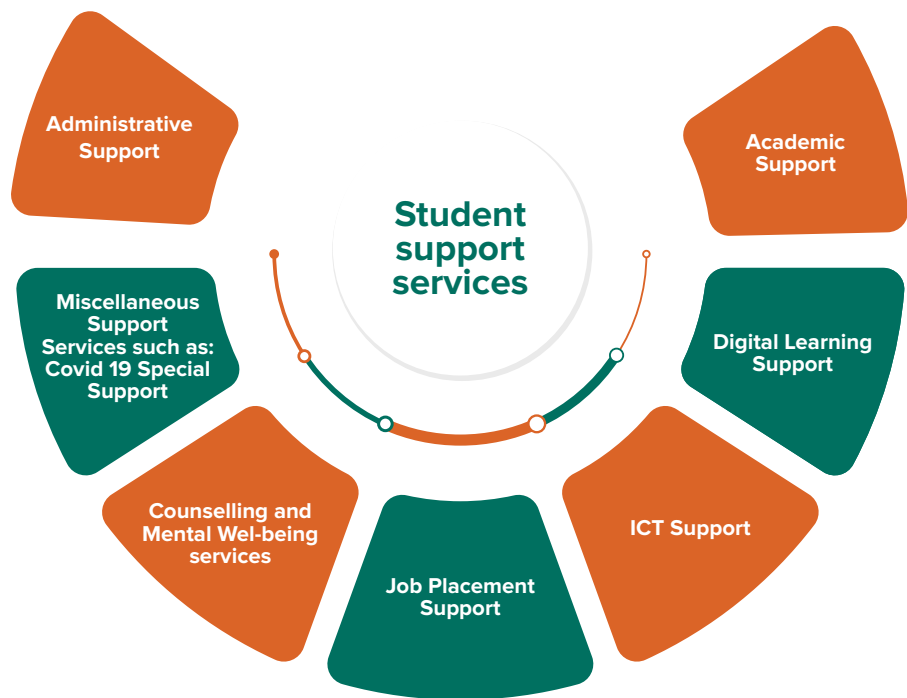 Student
support
services
Administrative
Support
Miscellaneous
Support
Services such as:
Covid 19 Special
Support
Counselling and
Mental Wel-being
services
Job Placement
Support
ICT Support
Digital Learning
Support
Academic
Support